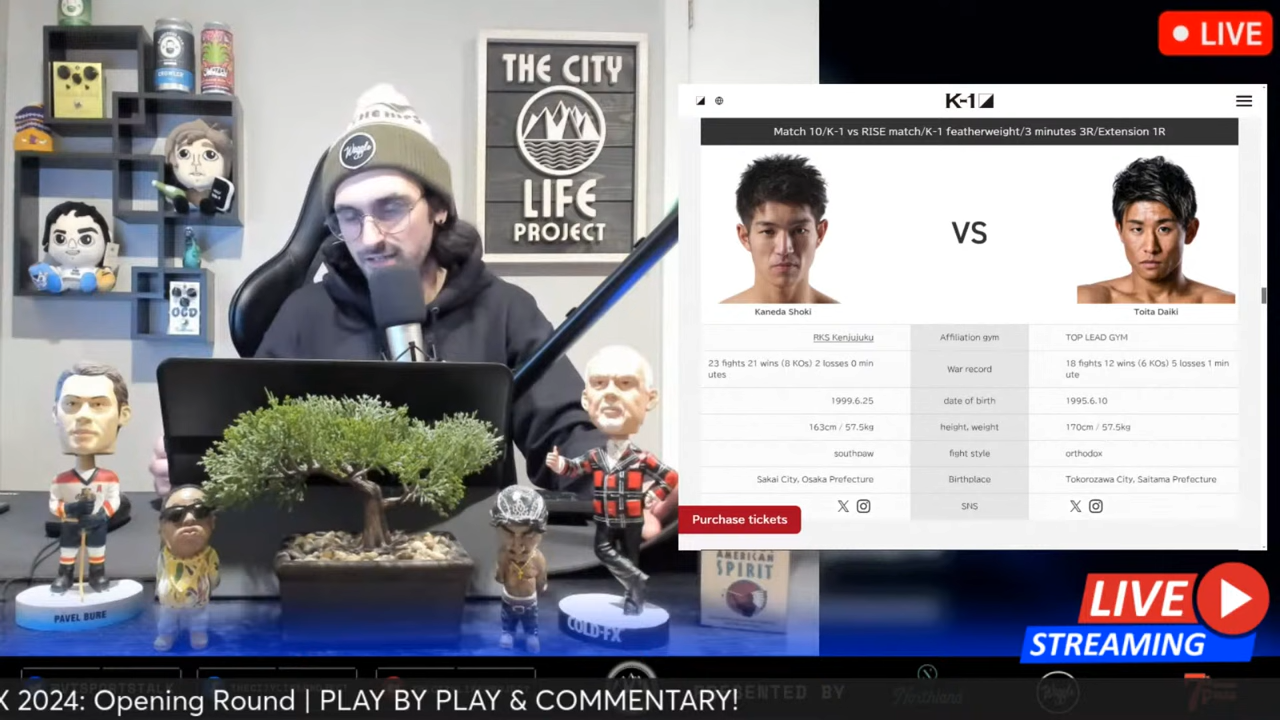 LIVE
THE CITY
LIFE
PROJECT
Waggle
OCD
PAVEL BURE
COLD-FX
AMERICAN
SPIRIT
K-1
Match 10/K-1 vs RISE match/K-1 featherweight/3 minutes 3R/Extension 1R
VS
Kaneda Shoki
Toita Daiki
RKS Kenjujuku
Affiliation gym
TOP LEAD GYM
23 fights 21 wins (8 KOs) 2 losses 0 min
utes
War record
18 fights 12 wins (6 KOs) 5 losses 1 min
ute
1999.6.25
date of birth
1995.6.10
163cm / 57.5kg
height, weight
170cm / 57.5kg
southpaw
fight style
orthodox
Sakai City, Osaka Prefecture
Birthplace
Tokorozawa City, Saitama Prefecture
SNS
Purchase tickets
LIVE
STREAMING
PRESENTED BY
Northland
Waggle
X 2024: Opening Round | PLAY BY PLAY & COMMENTARY!